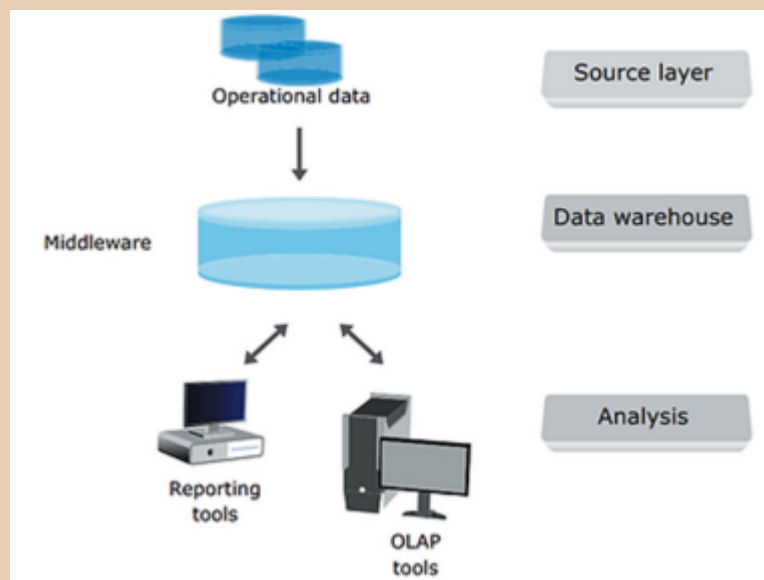 Operational data
Source layer
Middleware
Data warehouse
Reporting
tools
OLAP
tools
Analysis